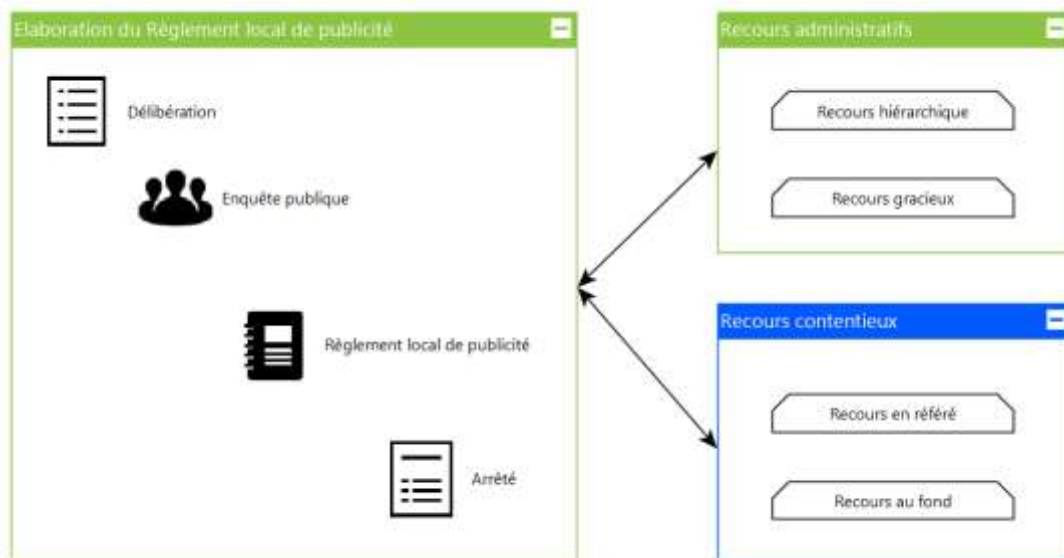 Elaboration du Règlement local de publicité
Délibération
Enquête publique
Règlement local de publicité
Arrêté
Recours administratifs
Recours hiérarchique
Recours gracieux
Recours contentieux
Recours en référé
Recours au fond